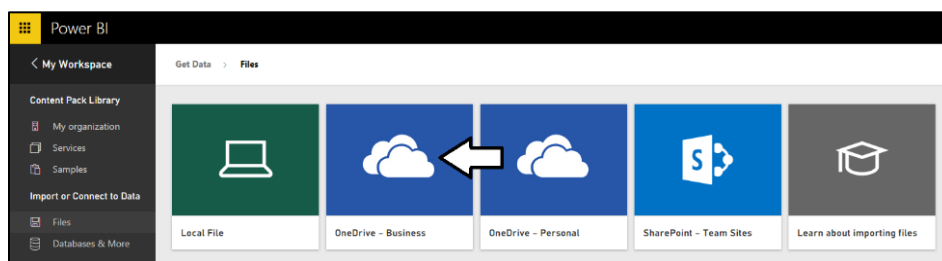 Power BI
My Workspace
Get Data > Files
Content Pack Library
My organization
Services
Samples
Import or Connect to Data
Files
Databases & More
Local File
OneDrive – Business
OneDrive – Personal
SharePoint – Team Sites
Learn about importing files
S